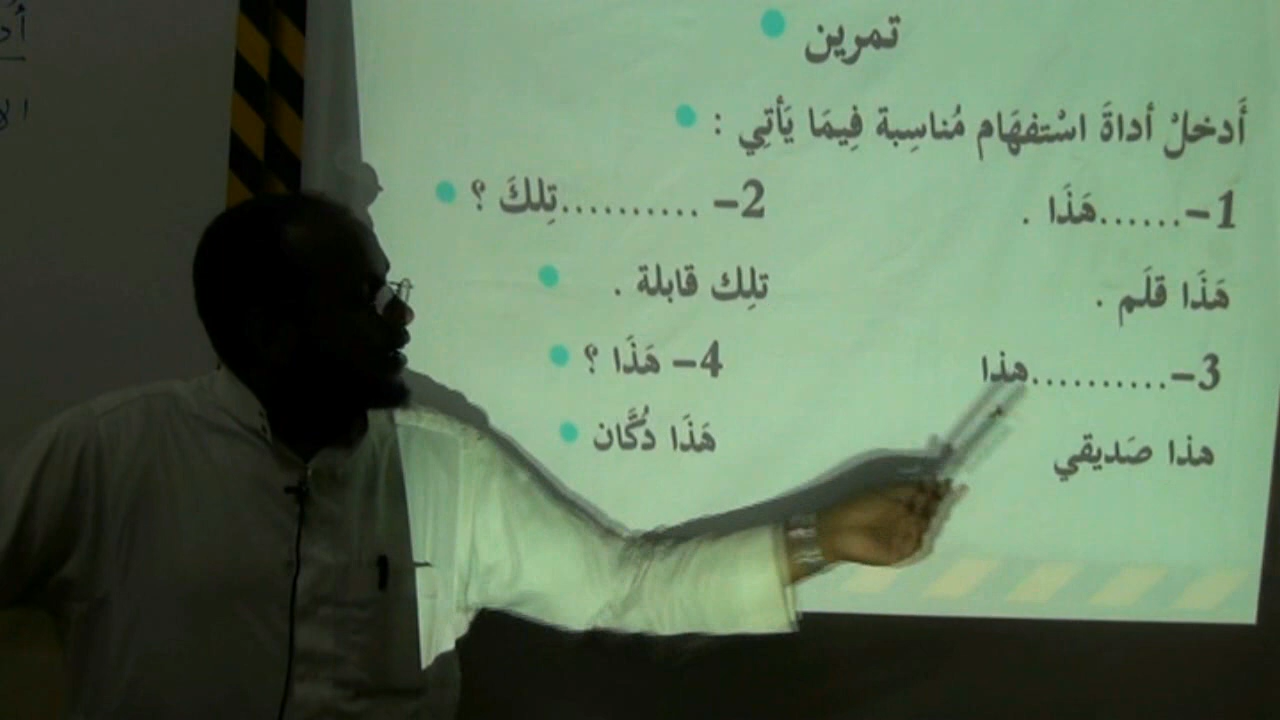 تمرين
أَدخلْ أداةَ اسْتفهَام مُناسِبة فِيمَا يَأتِي :
1-......هَذَا . 2- ..........تِلكَ ؟
هَذَا قلَم . تلِك قابلة .
3-..........هذا 4- هَذَا ؟
هذا صَديقي هَذَا دُكَّان